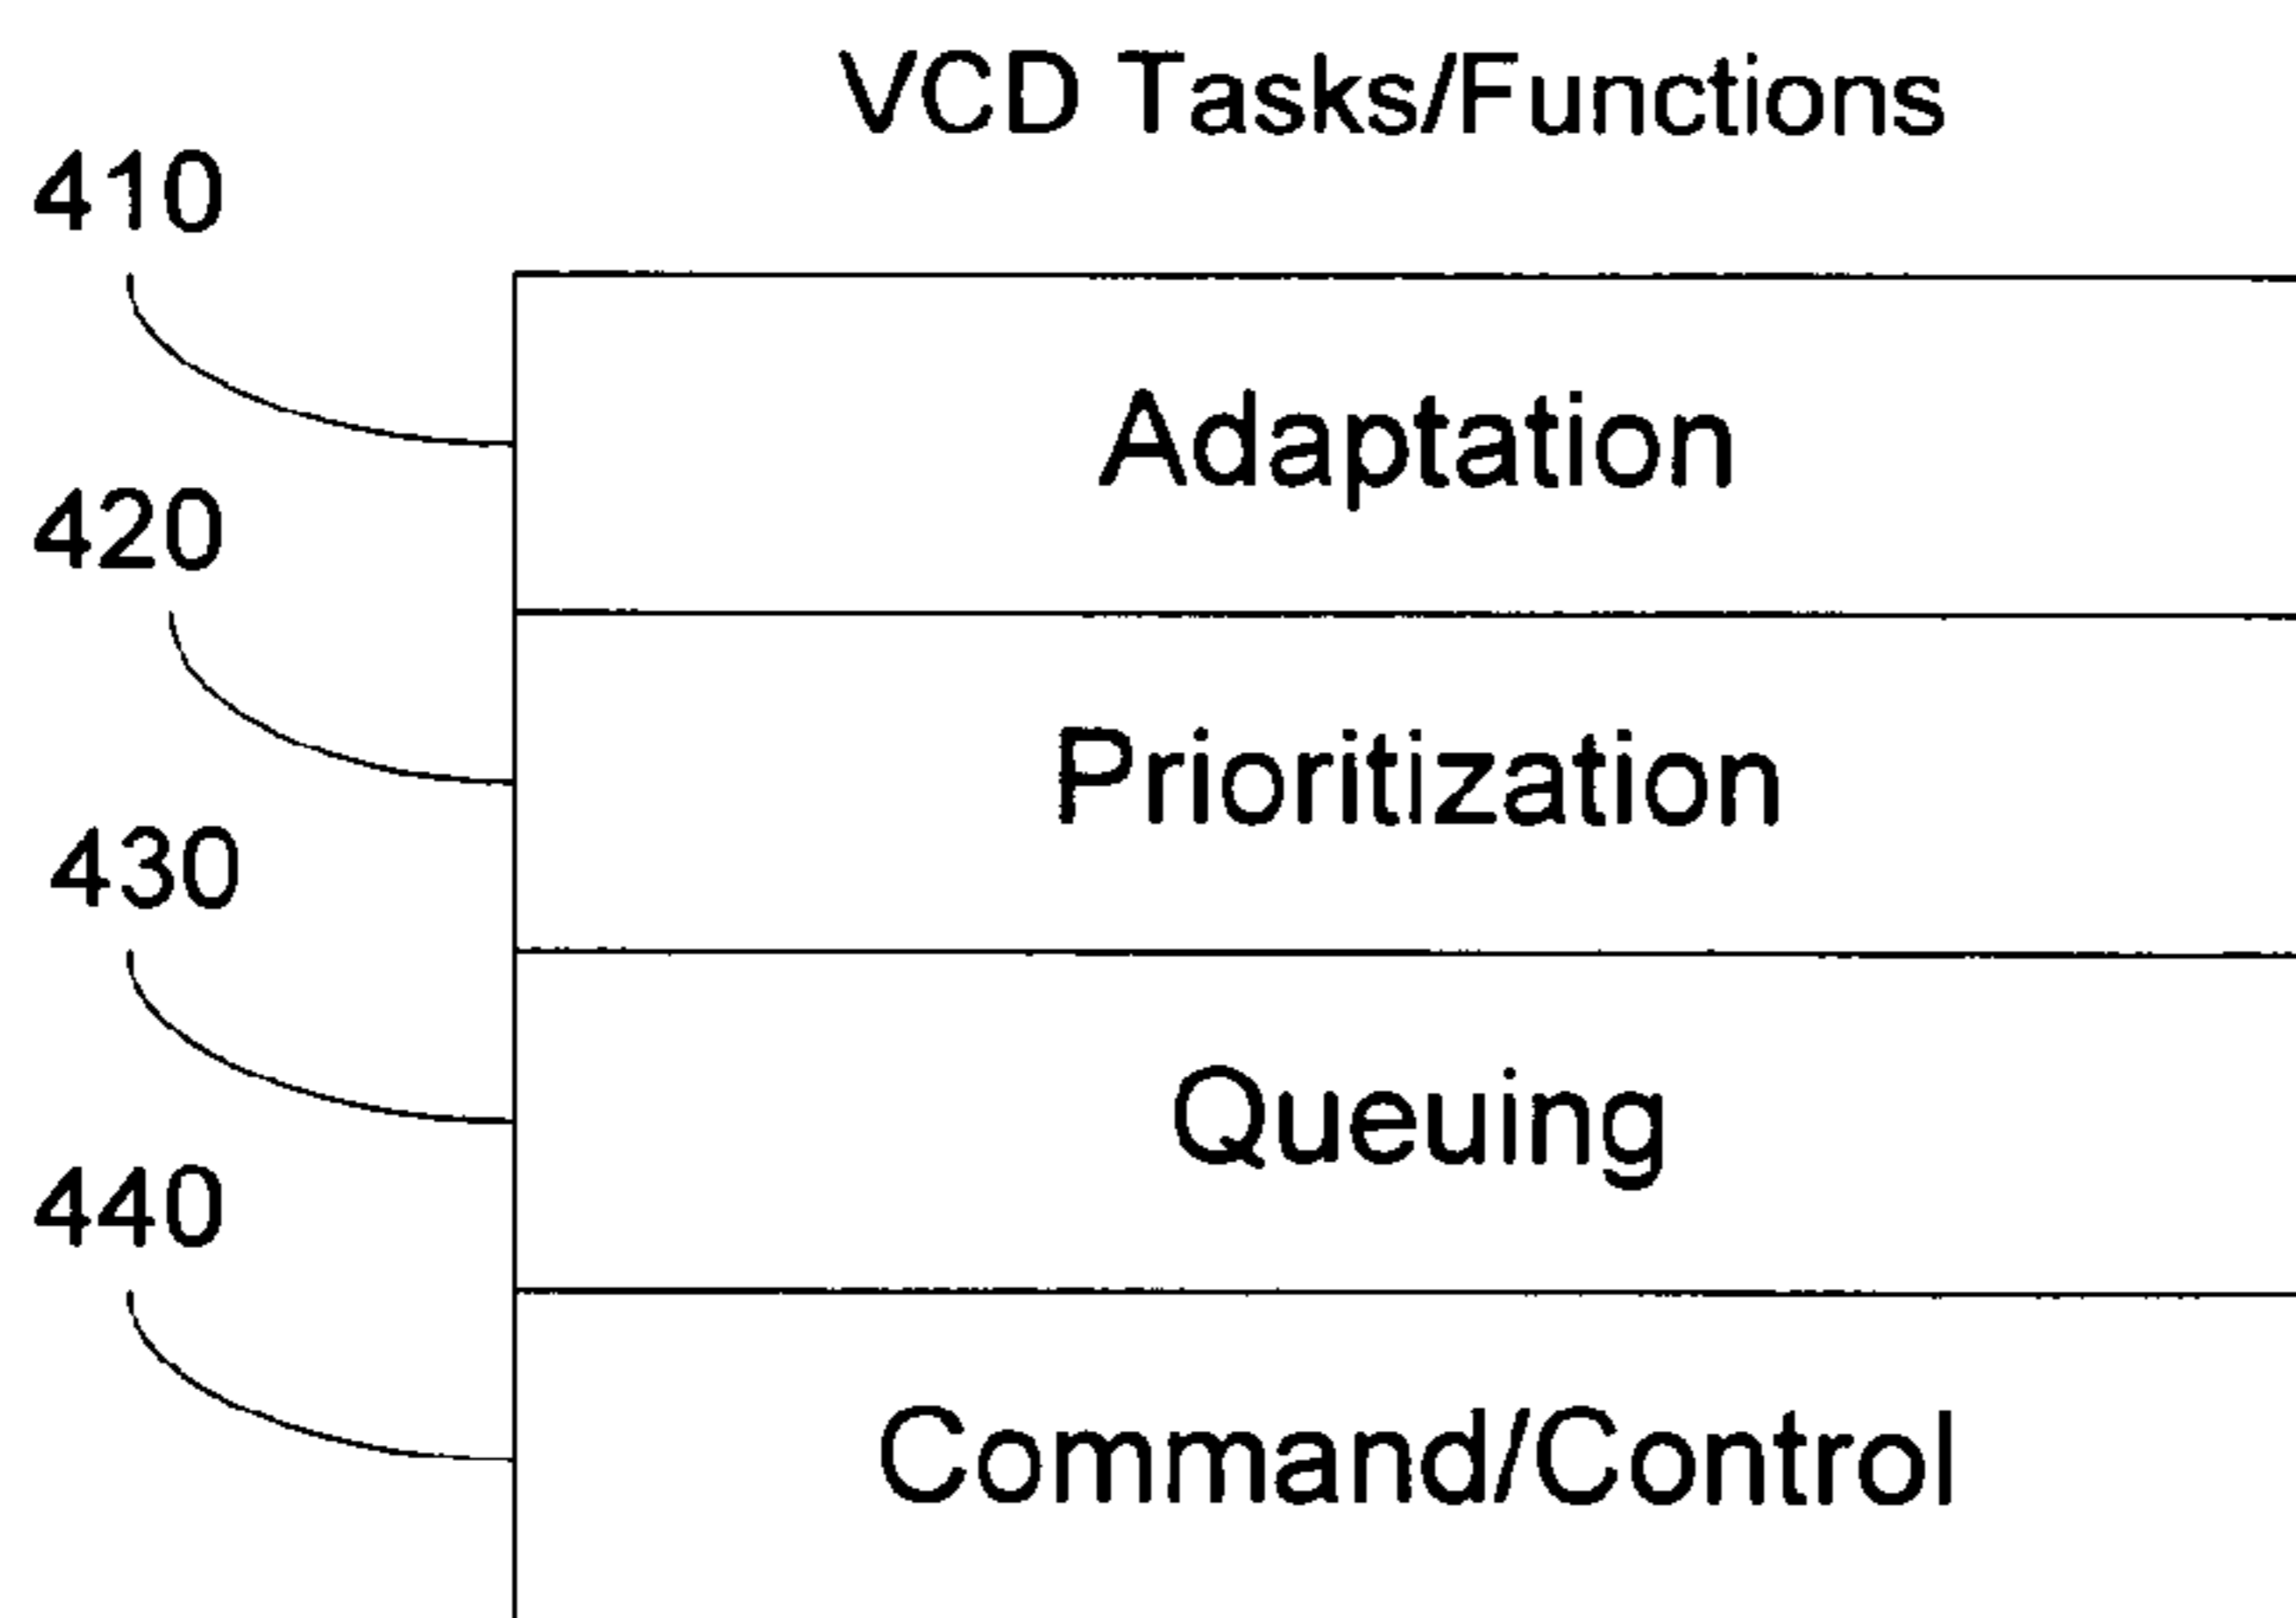 VCD Tasks/Functions
410
Adaptation
420
Prioritization
430
Queuing
440
Command/Control